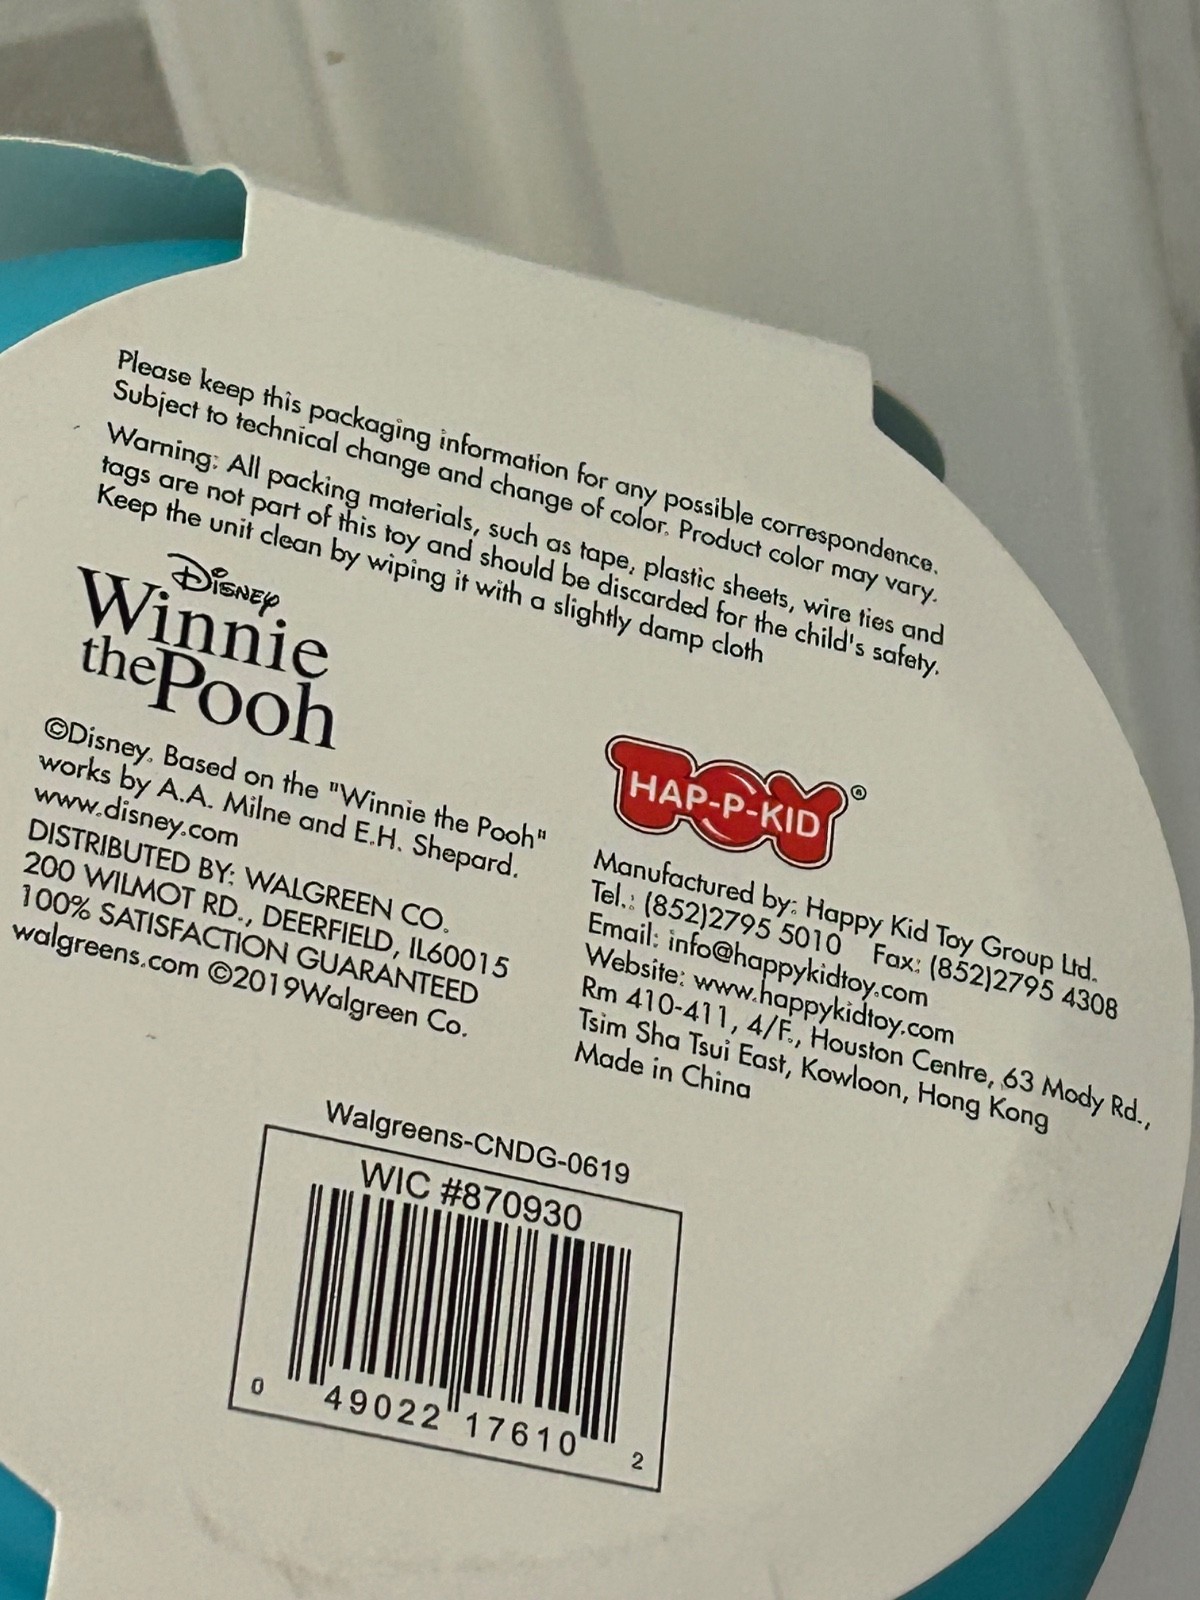 Please keep this packaging information for any possible correspondence.
Subject to technical change and change of color. Product color may vary.
Warning: All packing materials, such as tape, plastic sheets, wire ties and
tags are not part of this toy and should be discarded for the child's safety.
Keep the unit clean by wiping it with a slightly damp cloth
Disney
Winnie
the Pooh
©Disney. Based on the "Winnie the Pooh"
works by A.A. Milne and E.H. Shepard.
www.disney.com
DISTRIBUTED BY: WALGREEN CO.
200 WILMOT RD., DEERFIELD, IL60015
100% SATISFACTION GUARANTEED
walgreens.com ©2019Walgreen Co.
TOY
HAP-P-KID ®
Manufactured by: Happy Kid Toy Group Ltd.
Tel.: (852)2795 5010 Fax: (852)2795 4308
Email: info@happykidtoy.com
Website: www.happykidtoy.com
Rm 410-411, 4/F., Houston Centre, 63 Mody Rd.,
Tsim Sha Tsui East, Kowloon, Hong Kong
Made in China
Walgreens-CNDG-0619
WIC #870930
0 49022 17610 2